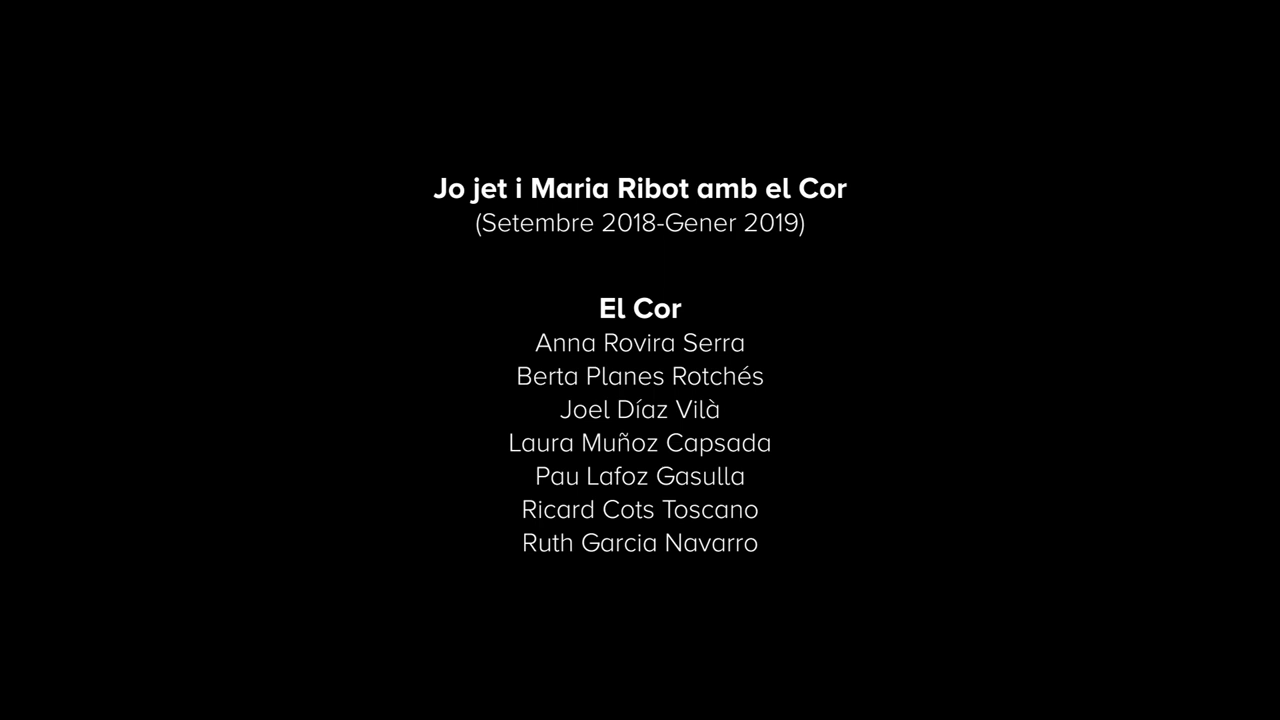 Jo jet i Maria Ribot amb el Cor
(Setembre 2018-Gener 2019)
El Cor
Anna Rovira Serra
Berta Planes Rotchés
Joel Díaz Vilà
Laura Muñoz Capsada
Pau Lafoz Gasulla
Ricard Cots Toscano
Ruth Garcia Navarro